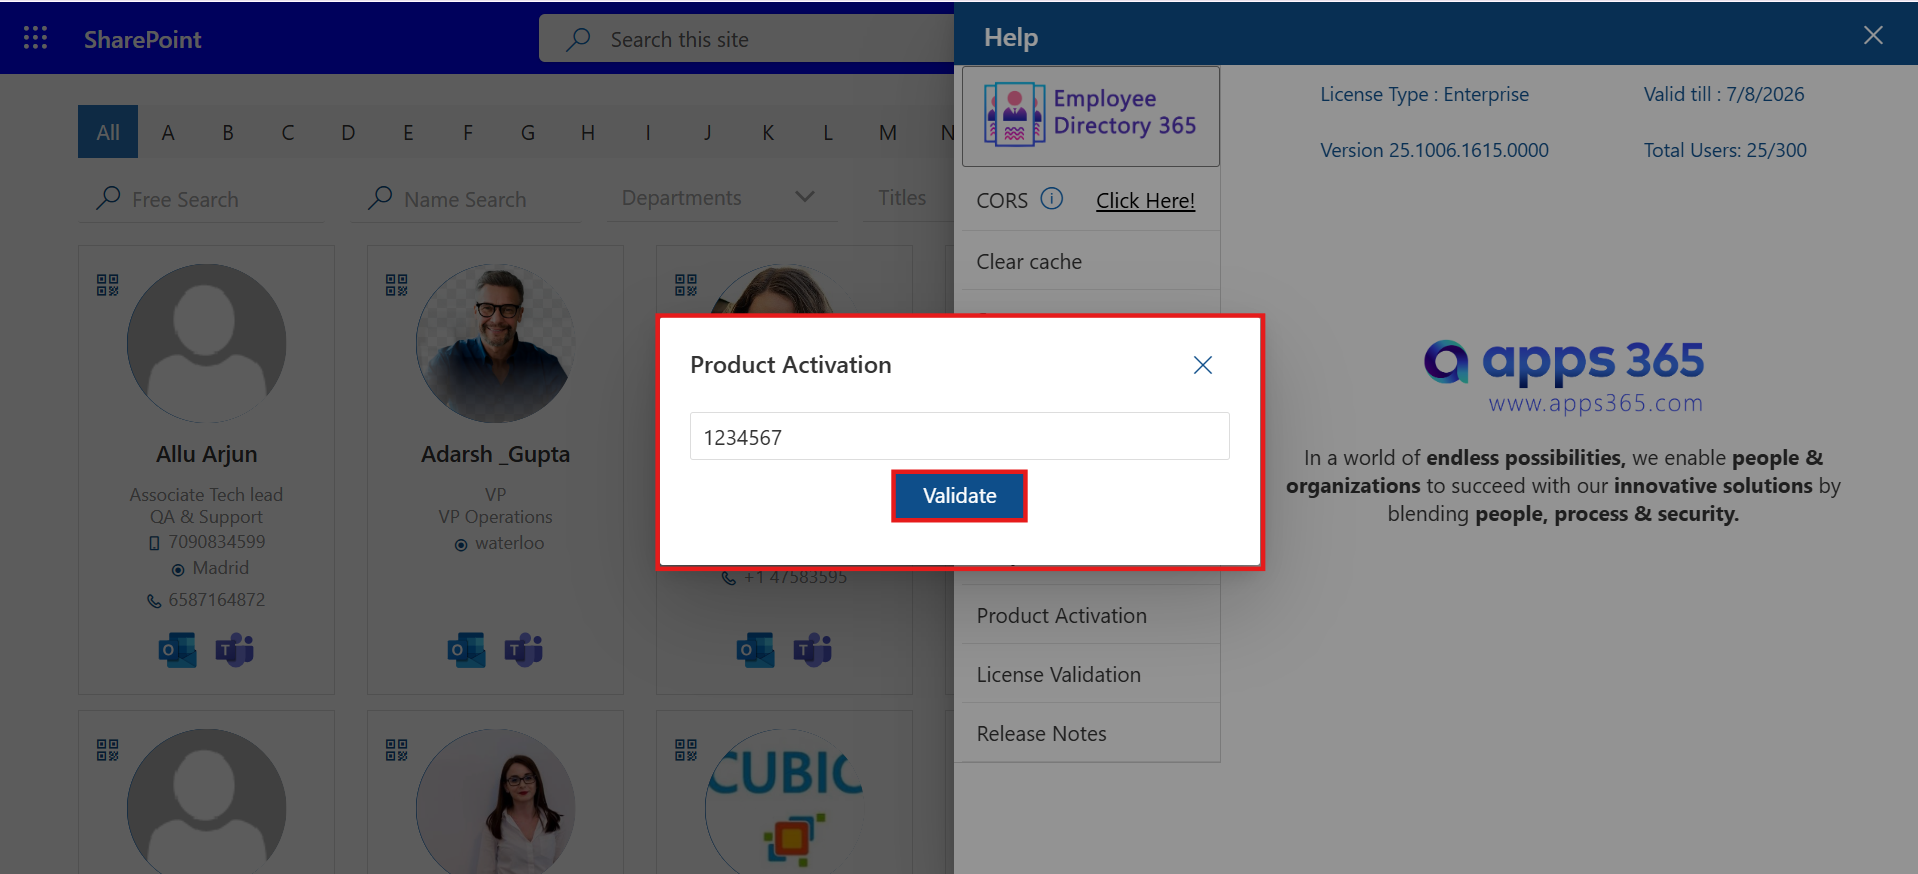 SharePoint
Search this site
Help
All A B C D E F G H I J K L M N
Free Search
Name Search
Departments
Titles
Allu Arjun
Associate Tech lead
QA & Support
7090834599
Madrid
6587164872
Adarsh _Gupta
VP
VP Operations
waterloo
+1 47583595
CUBIC
Employee
Directory 365
License Type : Enterprise
Valid till : 7/8/2026
Version 25.1006.1615.0000
Total Users: 25/300
CORS Click Here!
Clear cache
Product Activation
1234567
Validate
Product Activation
License Validation
Release Notes
apps 365
www.apps365.com
In a world of endless possibilities, we enable people &
organizations to succeed with our innovative solutions by
blending people, process & security.